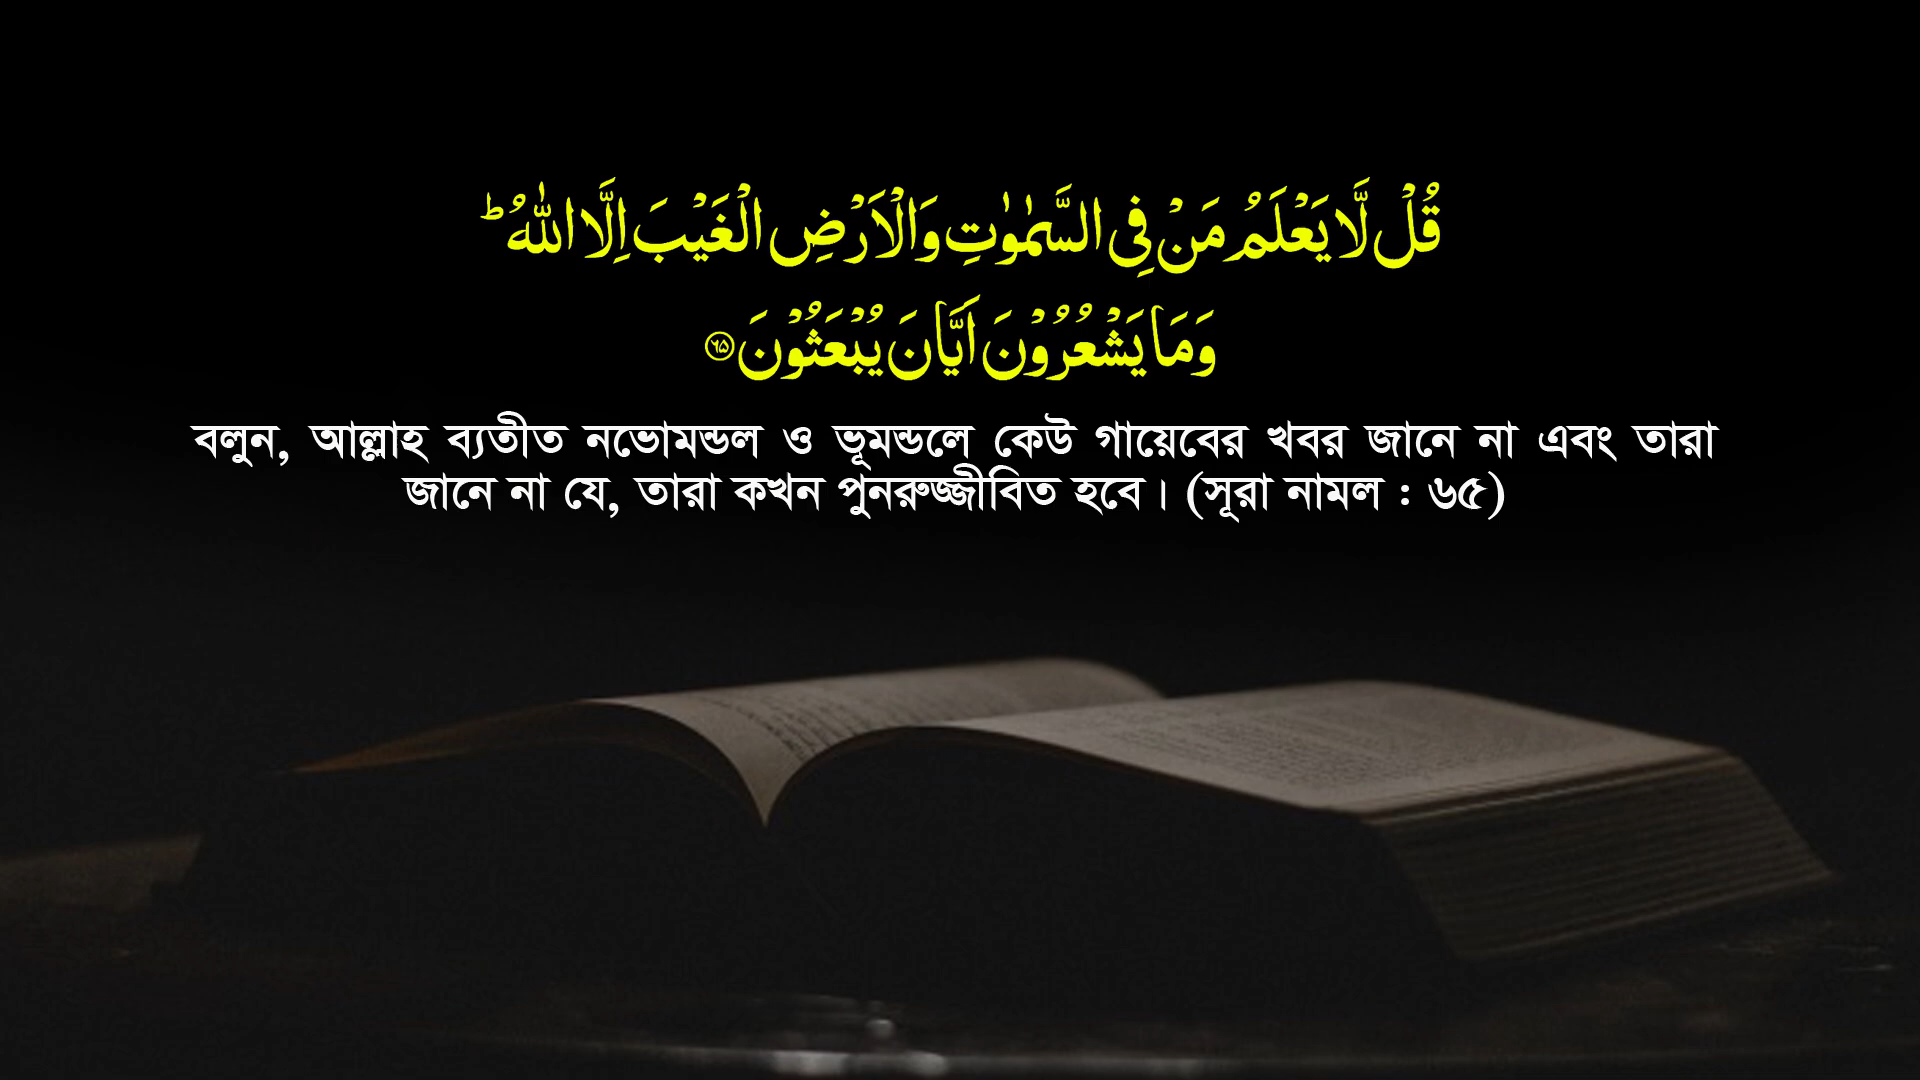 قُلْ لَّا يَعْلَمُ مَنْ فِى السَّمٰوٰتِ وَالْاَرْضِ الْغَيْبَ اِلَّا اللّٰهُ ؕ
وَمَا يَشْعُرُوْنَ اَيَّانَ يُبْعَثُوْنَ ۶۵
বলুন, আল্লাহ ব্যতীত নভোমন্ডল ও ভূমন্ডলে কেউ গায়েবের খবর জানে না এবং তারা
জানে না যে, তারা কখন পুনরুজ্জীবিত হবে। (সূরা নামল : ৬৫)